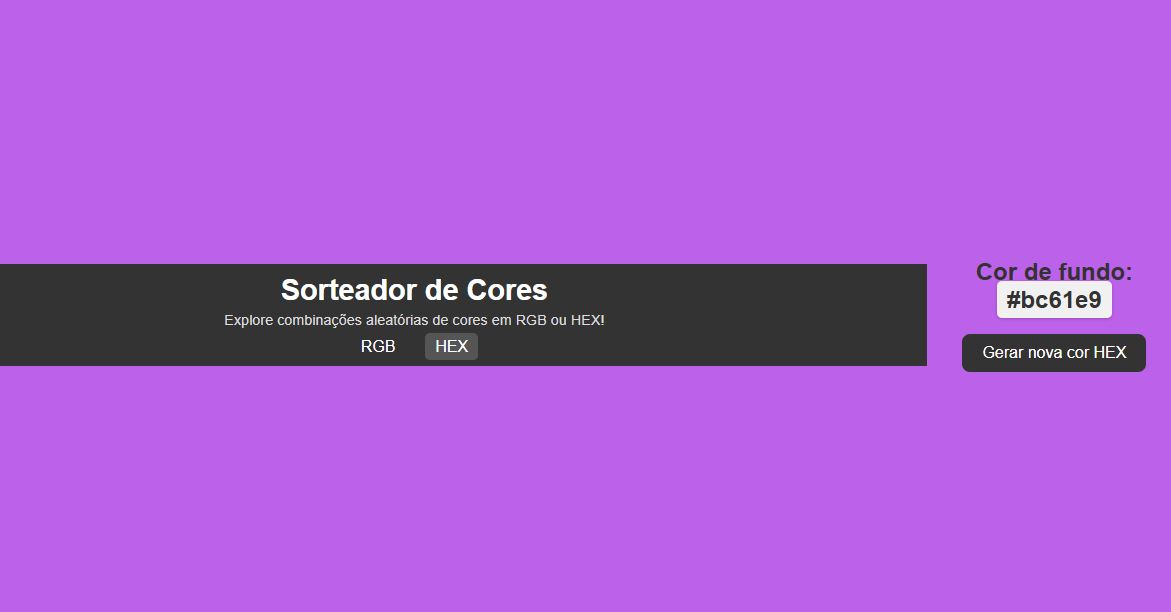 Sorteador de Cores
Explore combinações aleatórias de cores em RGB ou HEX!
RGB HEX
Cor de fundo:
#bc61e9
Gerar nova cor HEX